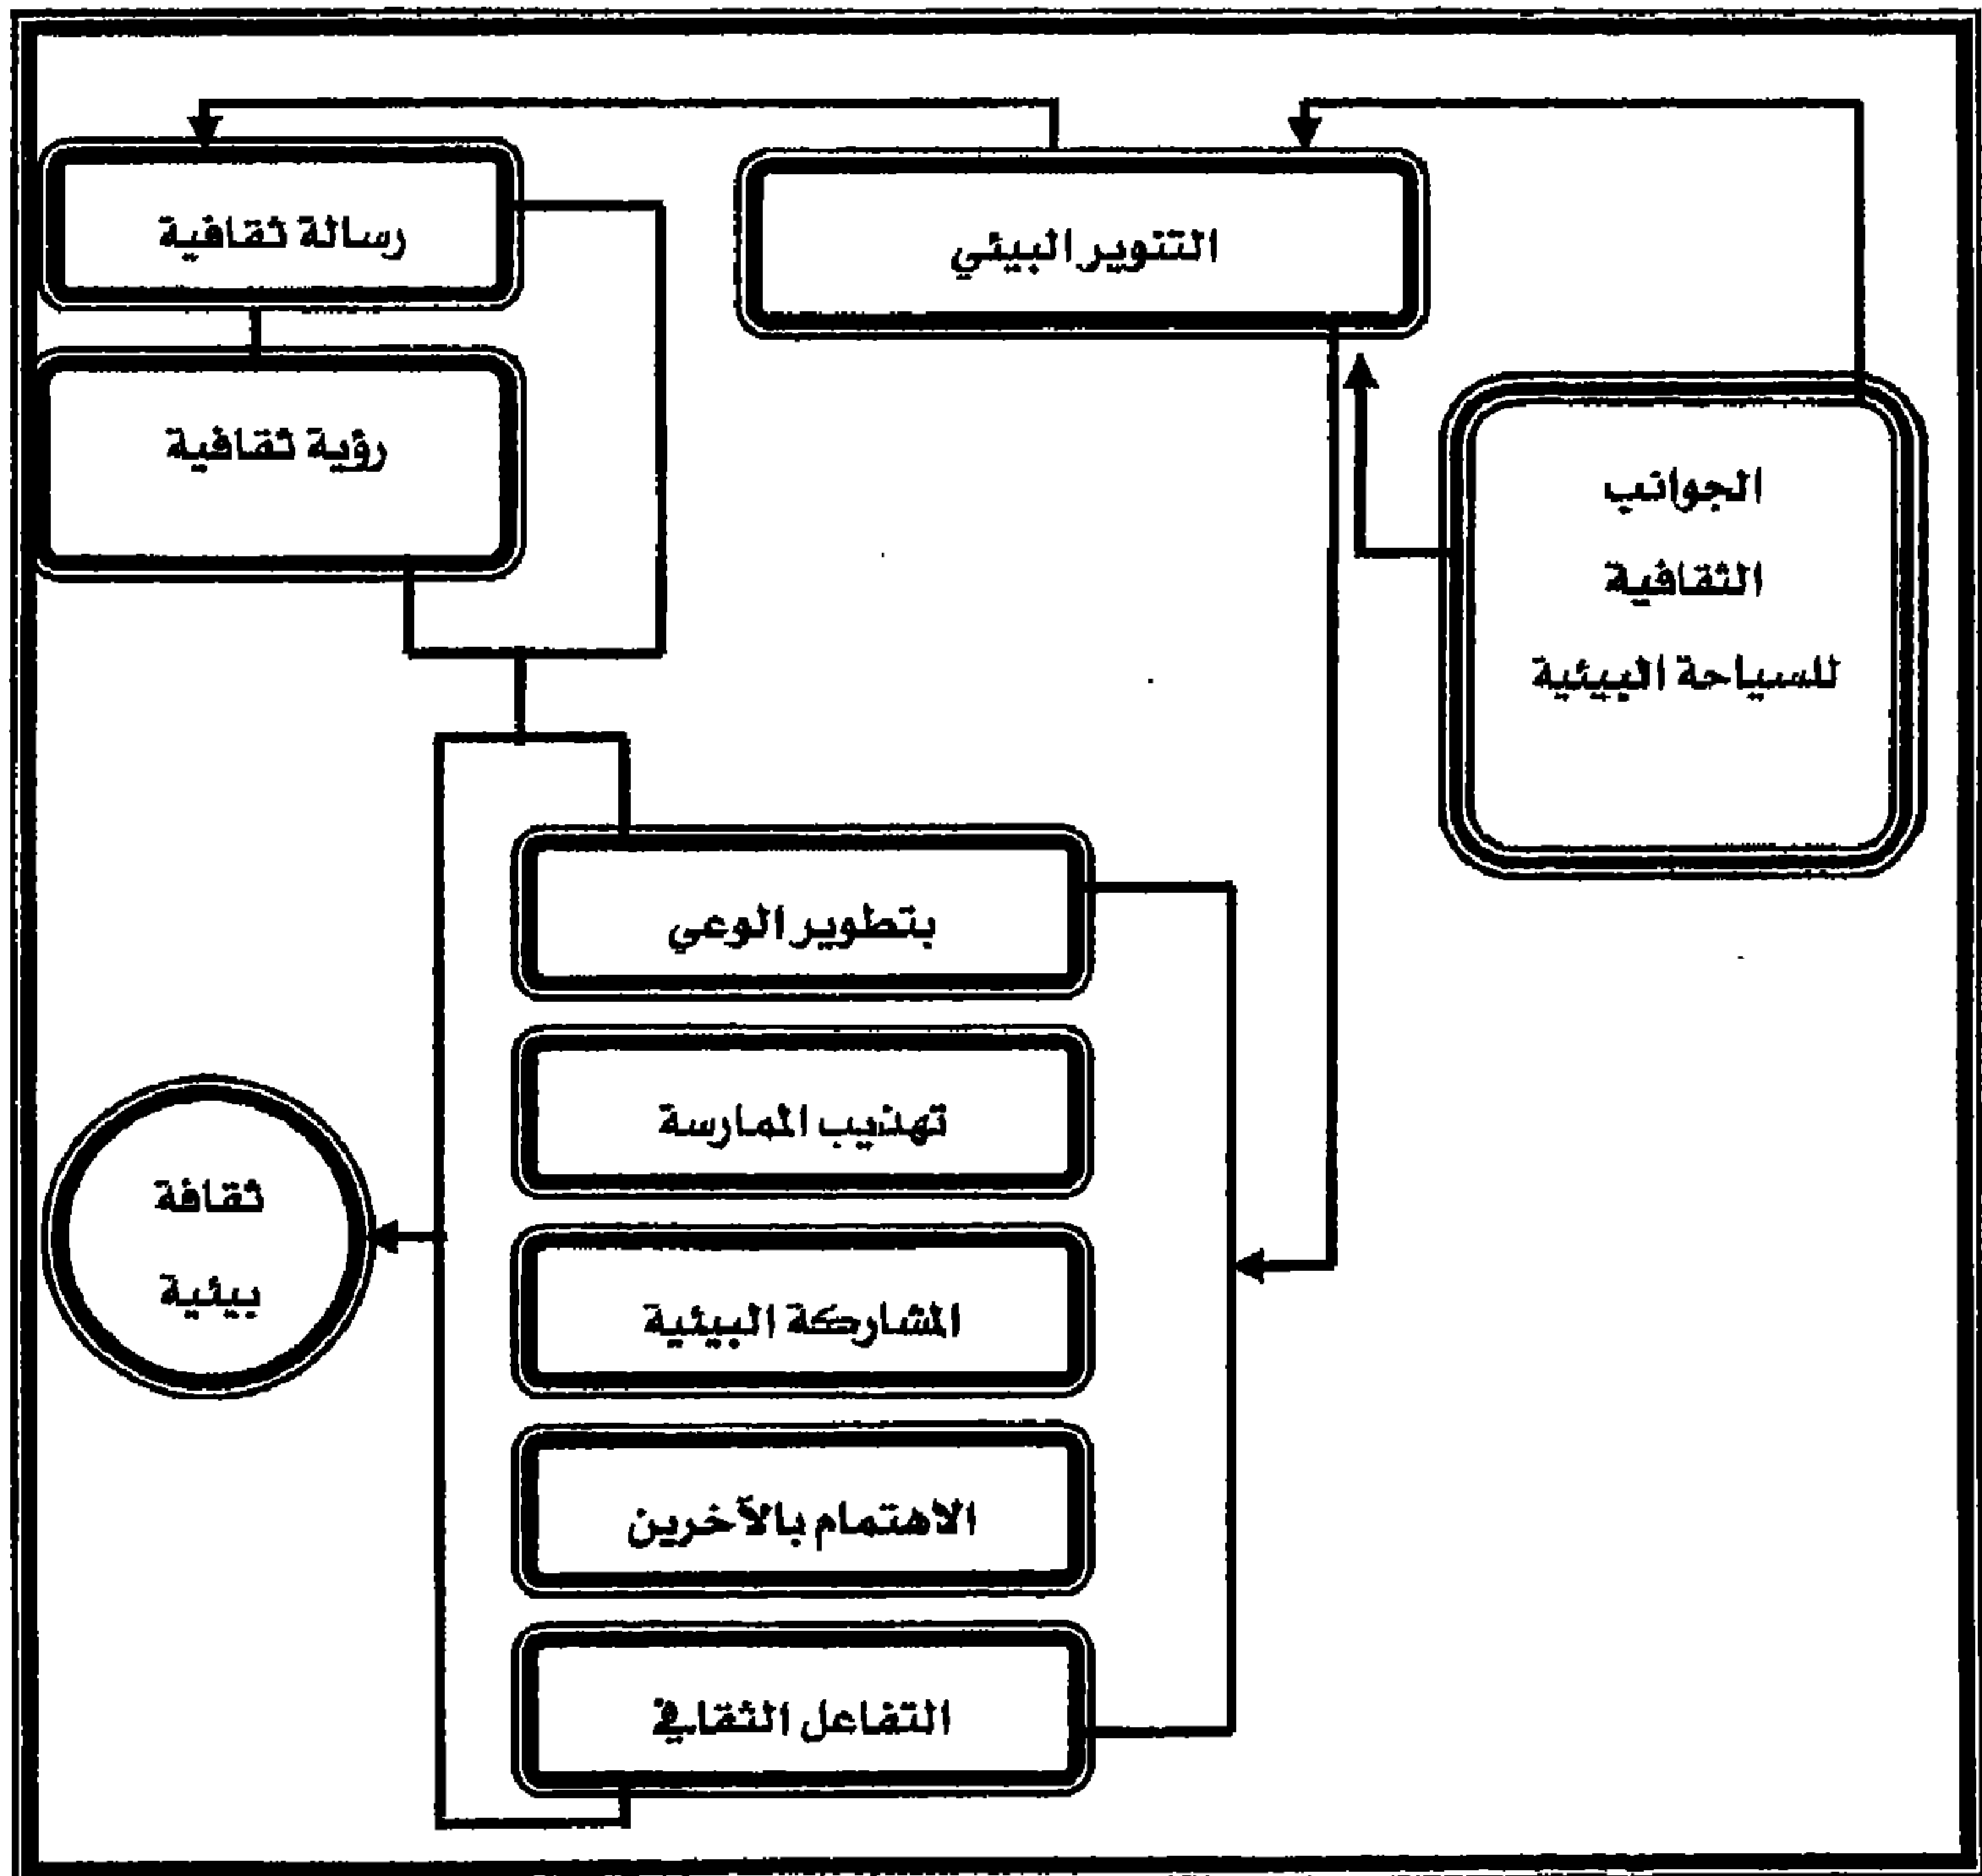 الجوانب
الثقافية
للسياحة البيئية
التنوير البيئي
رسالة ثقافية
رؤية ثقافية
بتطوير الوعي
تهذيب الممارسة
المشاركة البيئية
الاهتمام بالآخرين
التفاعل الثقافي
ثقافة
بيئية